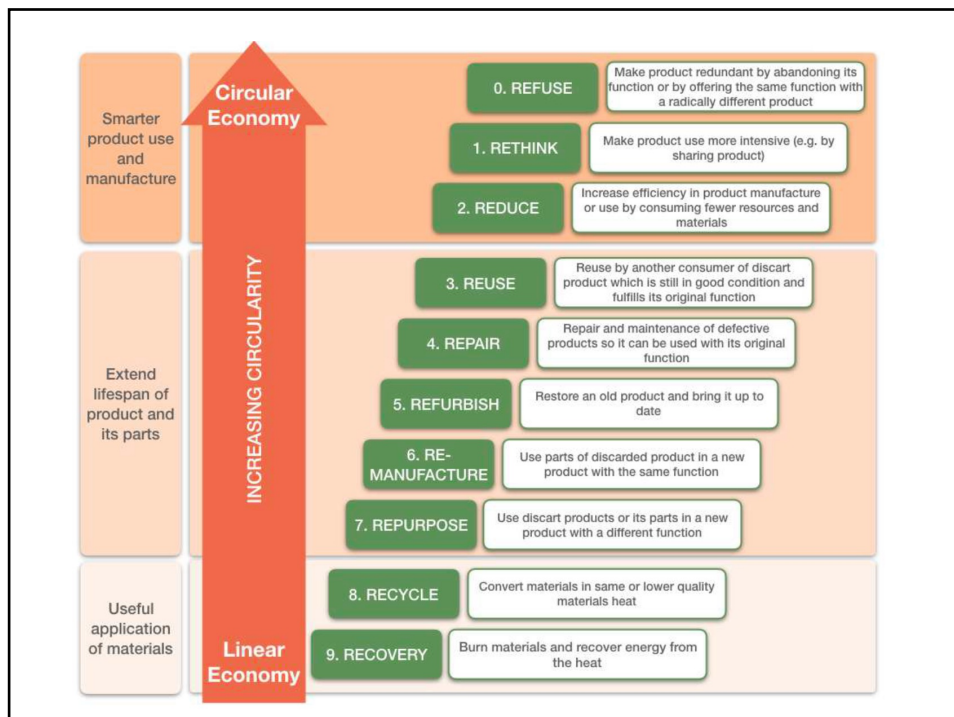 Smarter
product use
and
manufacture
Circular
Economy
0. REFUSE
Make product redundant by abandoning its
function or by offering the same function with
a radically different product
1. RETHINK
Make product use more intensive (e.g. by
sharing product)
2. REDUCE
Increase efficiency in product manufacture
or use by consuming fewer resources and
materials
Extend
lifespan of
product and
its parts
INCREASING CIRCULARITY
3. REUSE
Reuse by another consumer of discart
product which is still in good condition and
fulfills its original function
4. REPAIR
Repair and maintenance of defective
products so it can be used with its original
function
5. REFURBISH
Restore an old product and bring it up to
date
6. RE-
MANUFACTURE
Use parts of discarded product in a new
product with the same function
7. REPURPOSE
Use discart products or its parts in a new
product with a different function
Useful
application
of materials
Linear
Economy
8. RECYCLE
Convert materials in same or lower quality
materials heat
9. RECOVERY
Burn materials and recover energy from
the heat